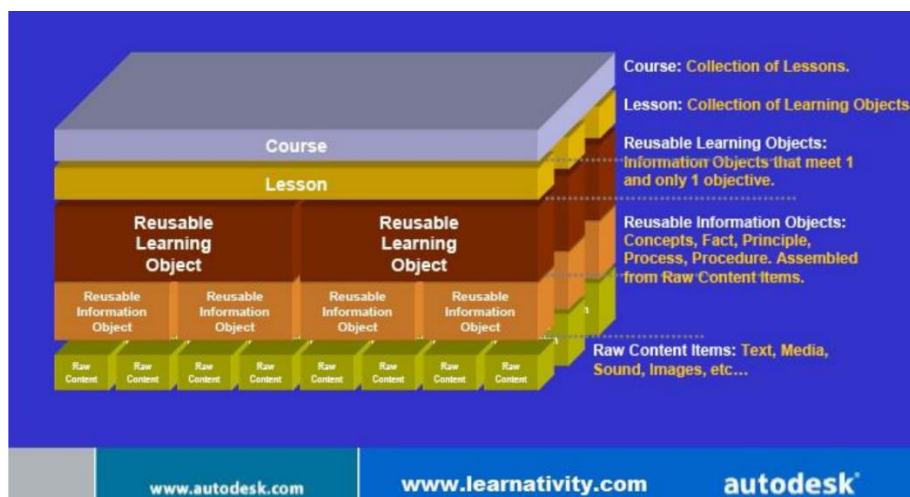 Course: Collection of Lessons.
Lesson: Collection of Learning Objects
Reusable Learning Objects:
Information Objects that meet 1
and only 1 objective.
Reusable Information Objects:
Concepts, Fact, Principle,
Process, Procedure. Assembled
from Raw Content Items.
Raw Content Items: Text, Media,
Sound, Images, etc...
Course
Lesson
Reusable
Learning
Object
Reusable
Learning
Object
Reusable
Information
Object
Reusable
Information
Object
Reusable
Information
Object
Reusable
Information
Object
Raw
Content
Raw
Content
Raw
Content
Raw
Content
Raw
Content
Raw
Content
Raw
Content
Raw
Content
www.autodesk.com
www.learnativity.com
autodesk®